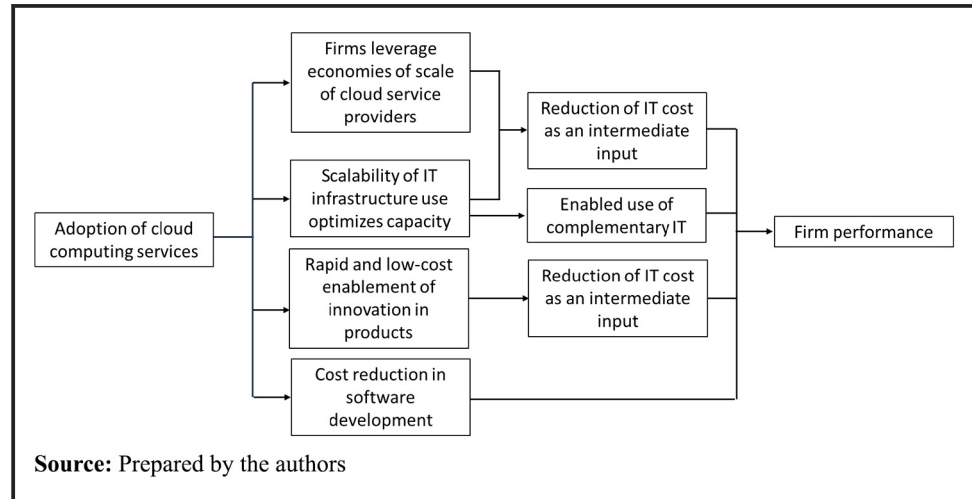 Firms leverage
economies of scale
of cloud service
providers
Reduction of IT cost
as an intermediate
input
Scalability of IT
infrastructure use
optimizes capacity
Enabled use of
complementary IT
Adoption of cloud
computing services
Firm performance
Rapid and low-cost
enablement of
innovation in
products
Reduction of IT cost
as an intermediate
input
Cost reduction in
software
development
Source: Prepared by the authors